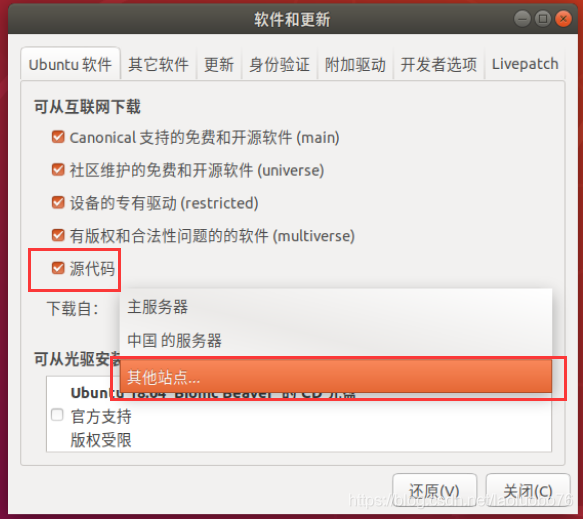 软件和更新
Ubuntu 软件 其它软件 更新 身份验证 附加驱动 开发者选项 Livepatch
可从互联网下载
Canonical 支持的免费和开源软件 (main)
社区维护的免费和开源软件 (universe)
设备的专有驱动 (restricted)
有版权和合法性问题的的软件 (multiverse)
源代码
下载自：
主服务器
中国 的服务器
其他站点...
可从光驱安装
Ubuntu 18.04 'Bionic Beaver' 的 CD 光盘
官方支持
版权受限
还原(V) 关闭(C)